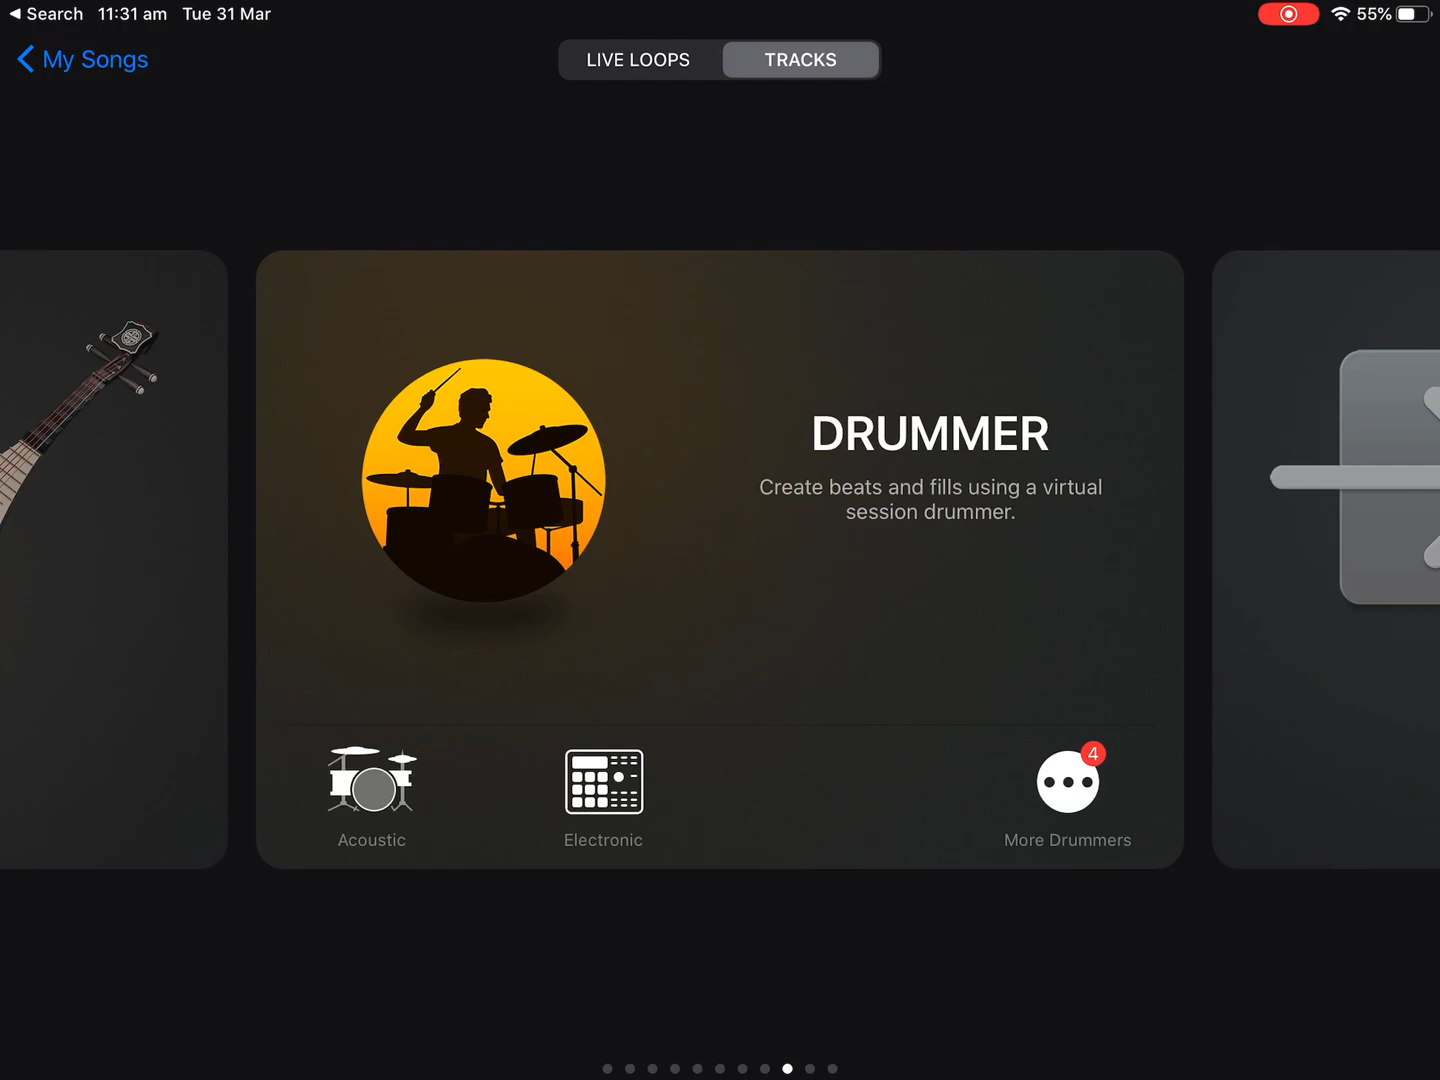 Search 11:31 am Tue 31 Mar 55%
My Songs
LIVE LOOPS TRACKS
DRUMMER
Create beats and fills using a virtual
session drummer.
4
Acoustic Electronic More Drummers